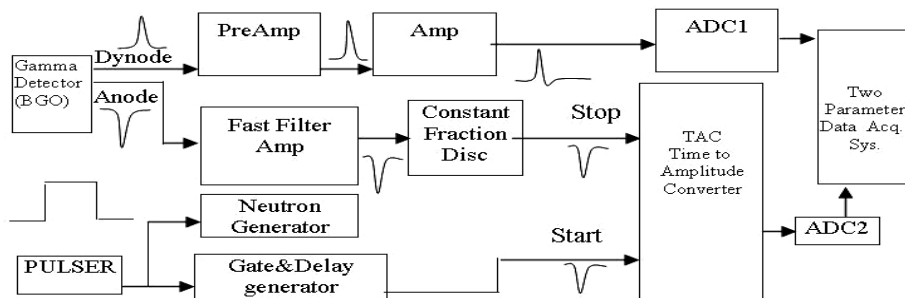 Gamma
Detector
(BGO)
Dynode
Anode
PreAmp
Amp
ADC1
Two
Parameter
Data Acq.
Sys.
Fast Filter
Amp
Constant
Fraction
Disc
Stop
TAC
Time to
Amplitude
Converter
Neutron
Generator
Start
ADC2
PULSER
Gate&Delay
generator